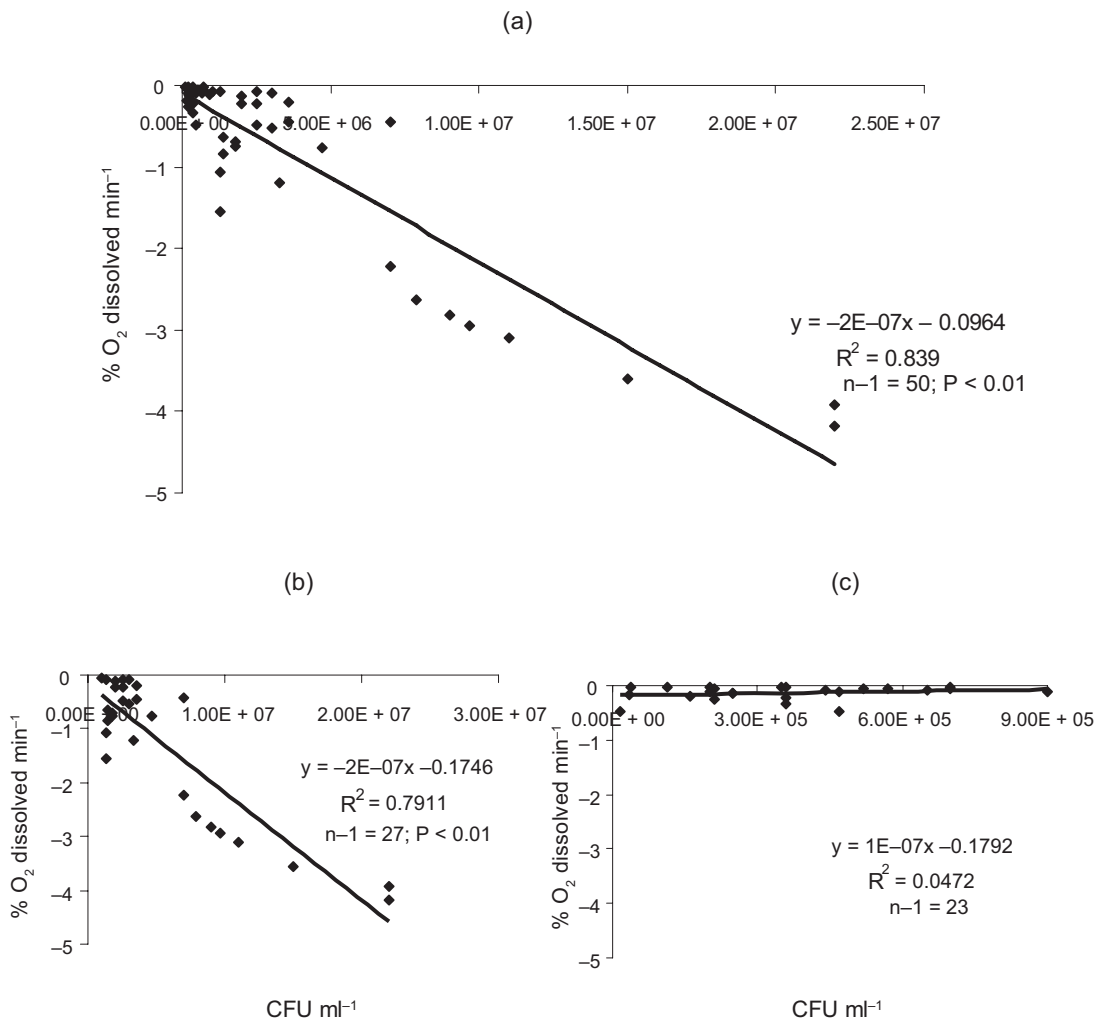 (a)
0
0.00E + 00 5.00E + 06 1.00E + 07 1.50E + 07 2.00E + 07 2.50E + 07
–1
–2
–3
–4
–5
% O2 dissolved min–1
y = –2E–07x – 0.0964
R2 = 0.839
n–1 = 50; P < 0.01
(b)
0
0.00E + 00 1.00E + 07 2.00E + 07 3.00E + 07
–1
–2
–3
–4
–5
% O2 dissolved min–1
y = –2E–07x –0.1746
R2 = 0.7911
n–1 = 27; P < 0.01
CFU ml–1
(c)
0
0.00E + 00 3.00E + 05 6.00E + 05 9.00E + 05
–1
–2
–3
–4
–5
% O2 dissolved min–1
y = 1E–07x –0.1792
R2 = 0.0472
n–1 = 23
CFU ml–1